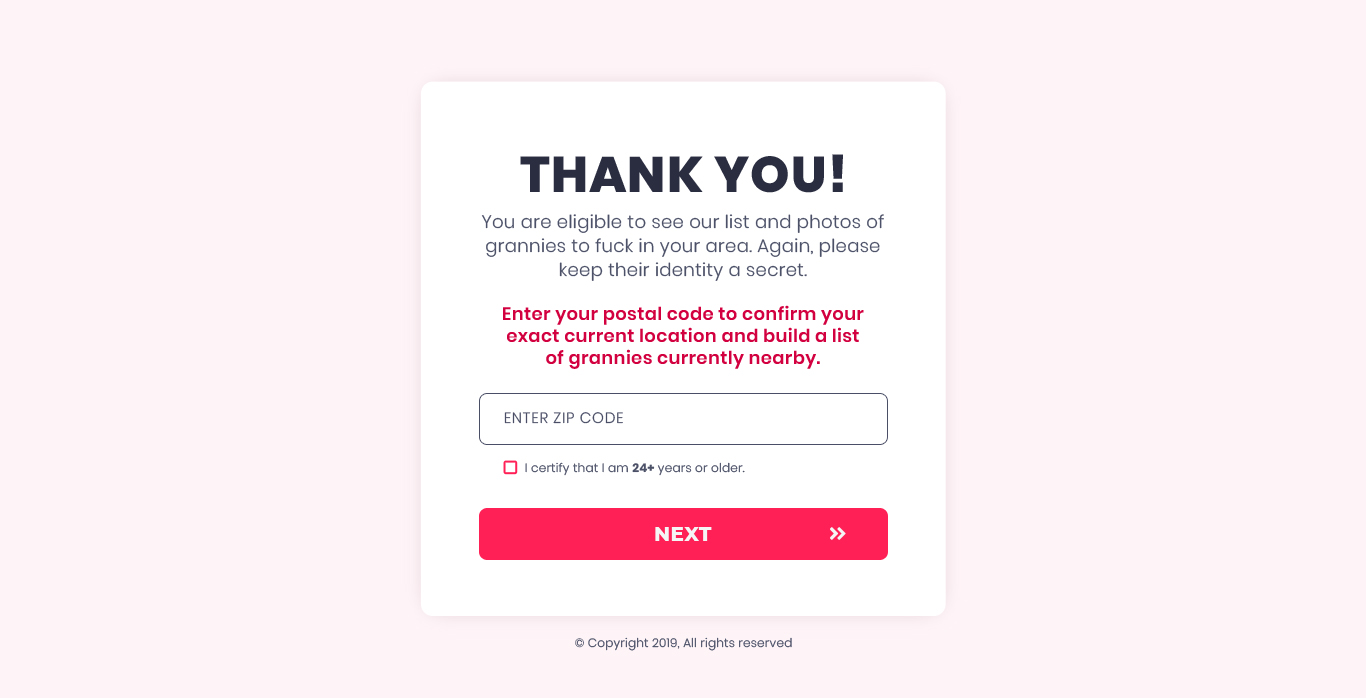 THANK YOU!
You are eligible to see our list and photos of
grannies to fuck in your area. Again, please
keep their identity a secret.
Enter your postal code to confirm your
exact current location and build a list
of grannies currently nearby.
ENTER ZIP CODE
I certify that I am 24+ years or older.
NEXT
© Copyright 2019, All rights reserved